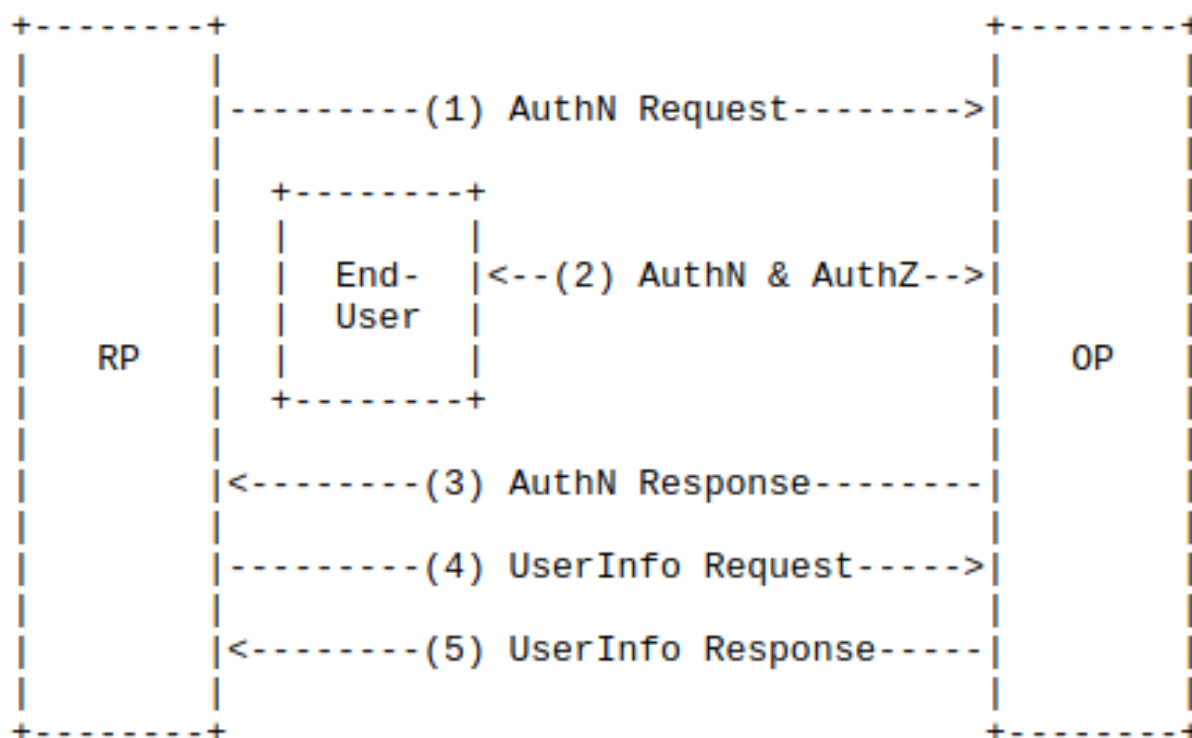 +--------+                                   +--------+
|        |                                   |        |
|        |---------(1) AuthN Request-------->|        |
|        |                                   |        |
|        |  +--------+                       |        |
|        |  |        |                       |        |
|        |  |  End-  |<--(2) AuthN & AuthZ-->|        |
|        |  |  User  |                       |        |
|   RP   |  |        |                       |   OP   |
|        |  +--------+                       |        |
|        |                                   |        |
|        |<--------(3) AuthN Response--------|        |
|        |                                   |        |
|        |---------(4) UserInfo Request----->|        |
|        |                                   |        |
|        |<--------(5) UserInfo Response-----|        |
|        |                                   |        |
+--------+                                   +--------+